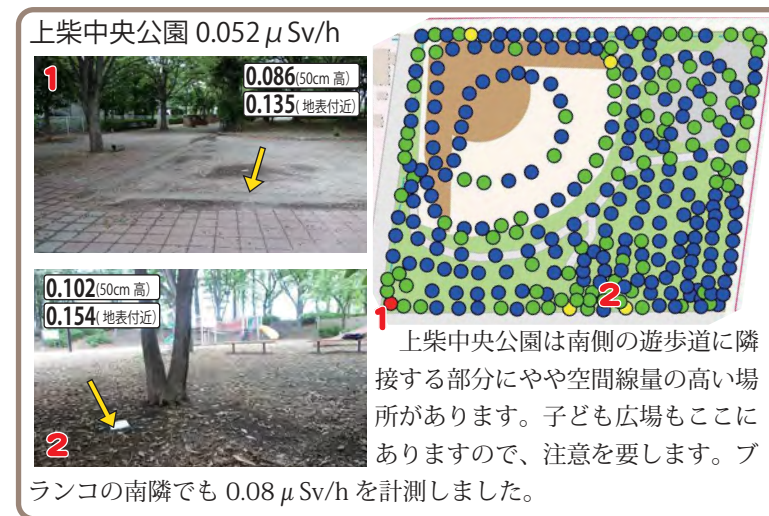 上柴中央公園 0.052 μ Sv/h
1
0.086(50cm 高)
0.135( 地表付近)
0.102(50cm 高)
0.154( 地表付近)
2
1
2
上柴中央公園は南側の遊歩道に隣
接する部分にやや空間線量の高い場
所があります。子ども広場もここに
ありますので、注意を要します。ブ
ランコの南隣でも 0.08 μ Sv/h を計測しました。